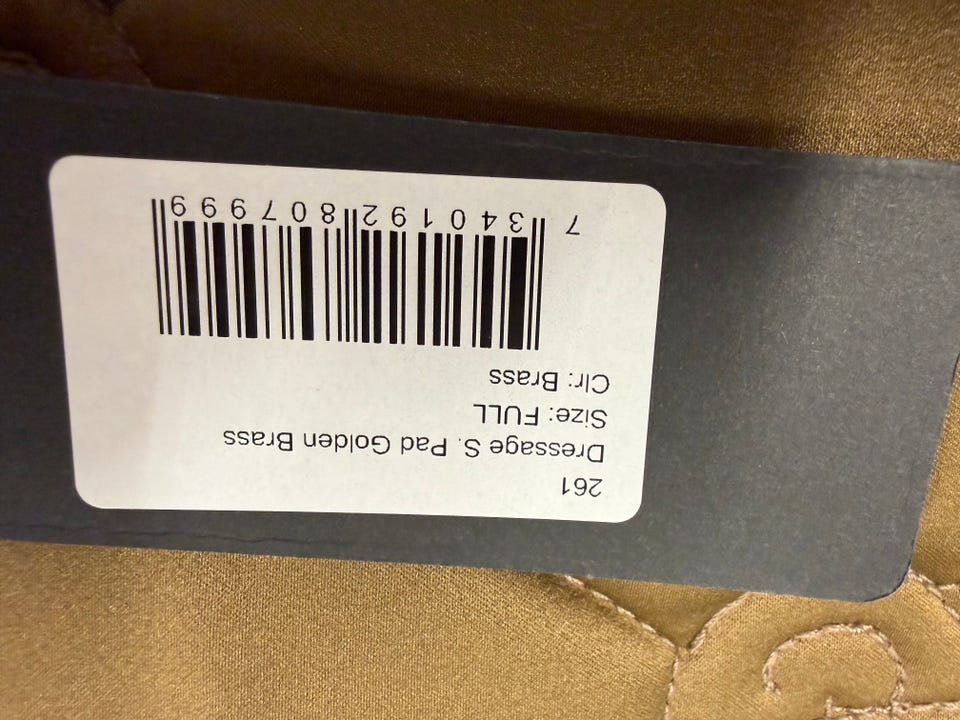 261
Dressage S. Pad Golden Brass
Size: FULL
Clr: Brass
7 340192 807999